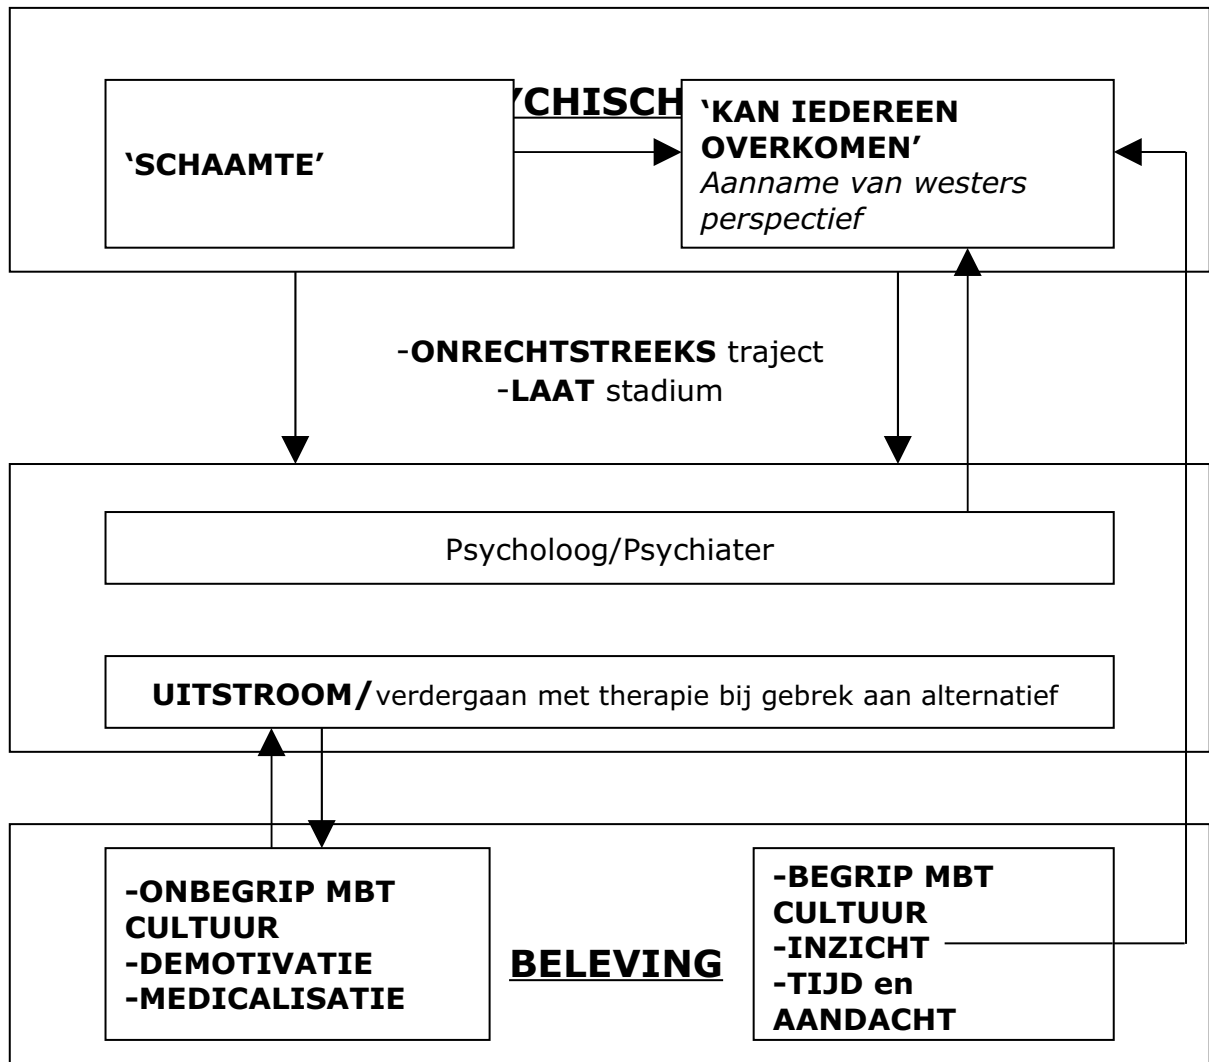 ‘SCHAAMTE’
‘KAN IEDEREEN
OVERKOMEN’
Aanname van westers
perspectief
-ONRECHTSTREEKS traject
-LAAT stadium
Psycholoog/Psychiater
UITSTROOM/verdergaan met therapie bij gebrek aan alternatief
-ONBEGRIP MBT
CULTUUR
-DEMOTIVATIE
-MEDICALISATIE
BELEVING
-BEGRIP MBT
CULTUUR
-INZICHT
-TIJD en
AANDACHT